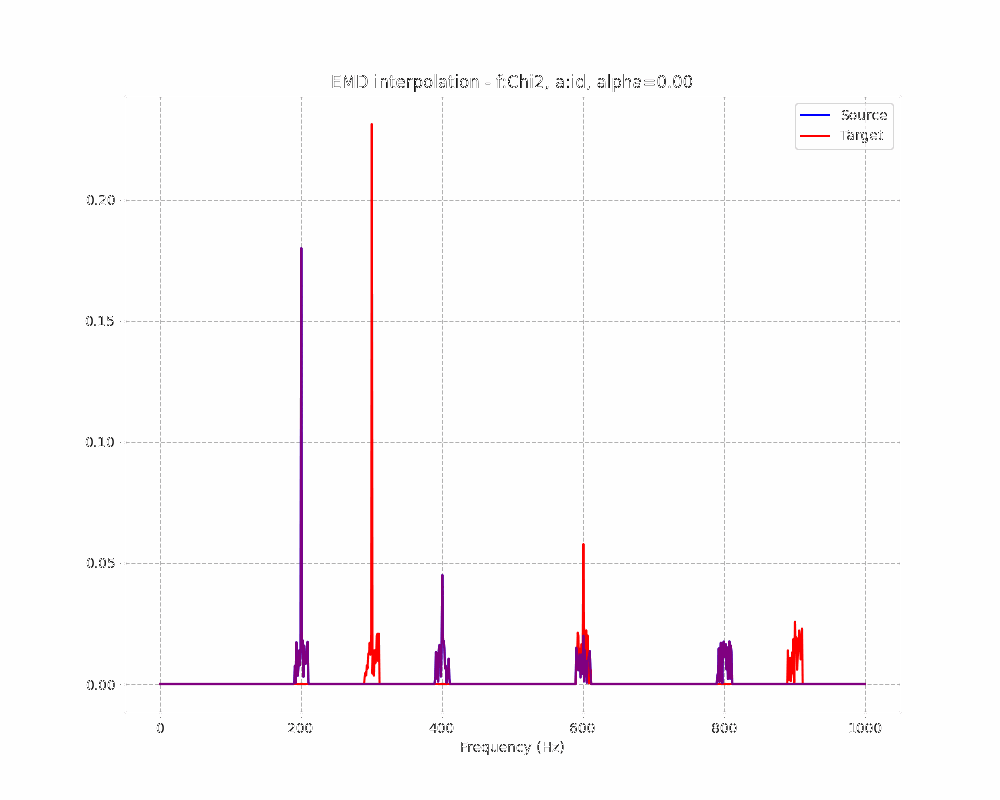 EMD interpolation - f:Chi2, a:id, alpha=0.00
Source
Target
0.20
0.15
0.10
0.05
0.00
0 200 400 600 800 1000
Frequency (Hz)